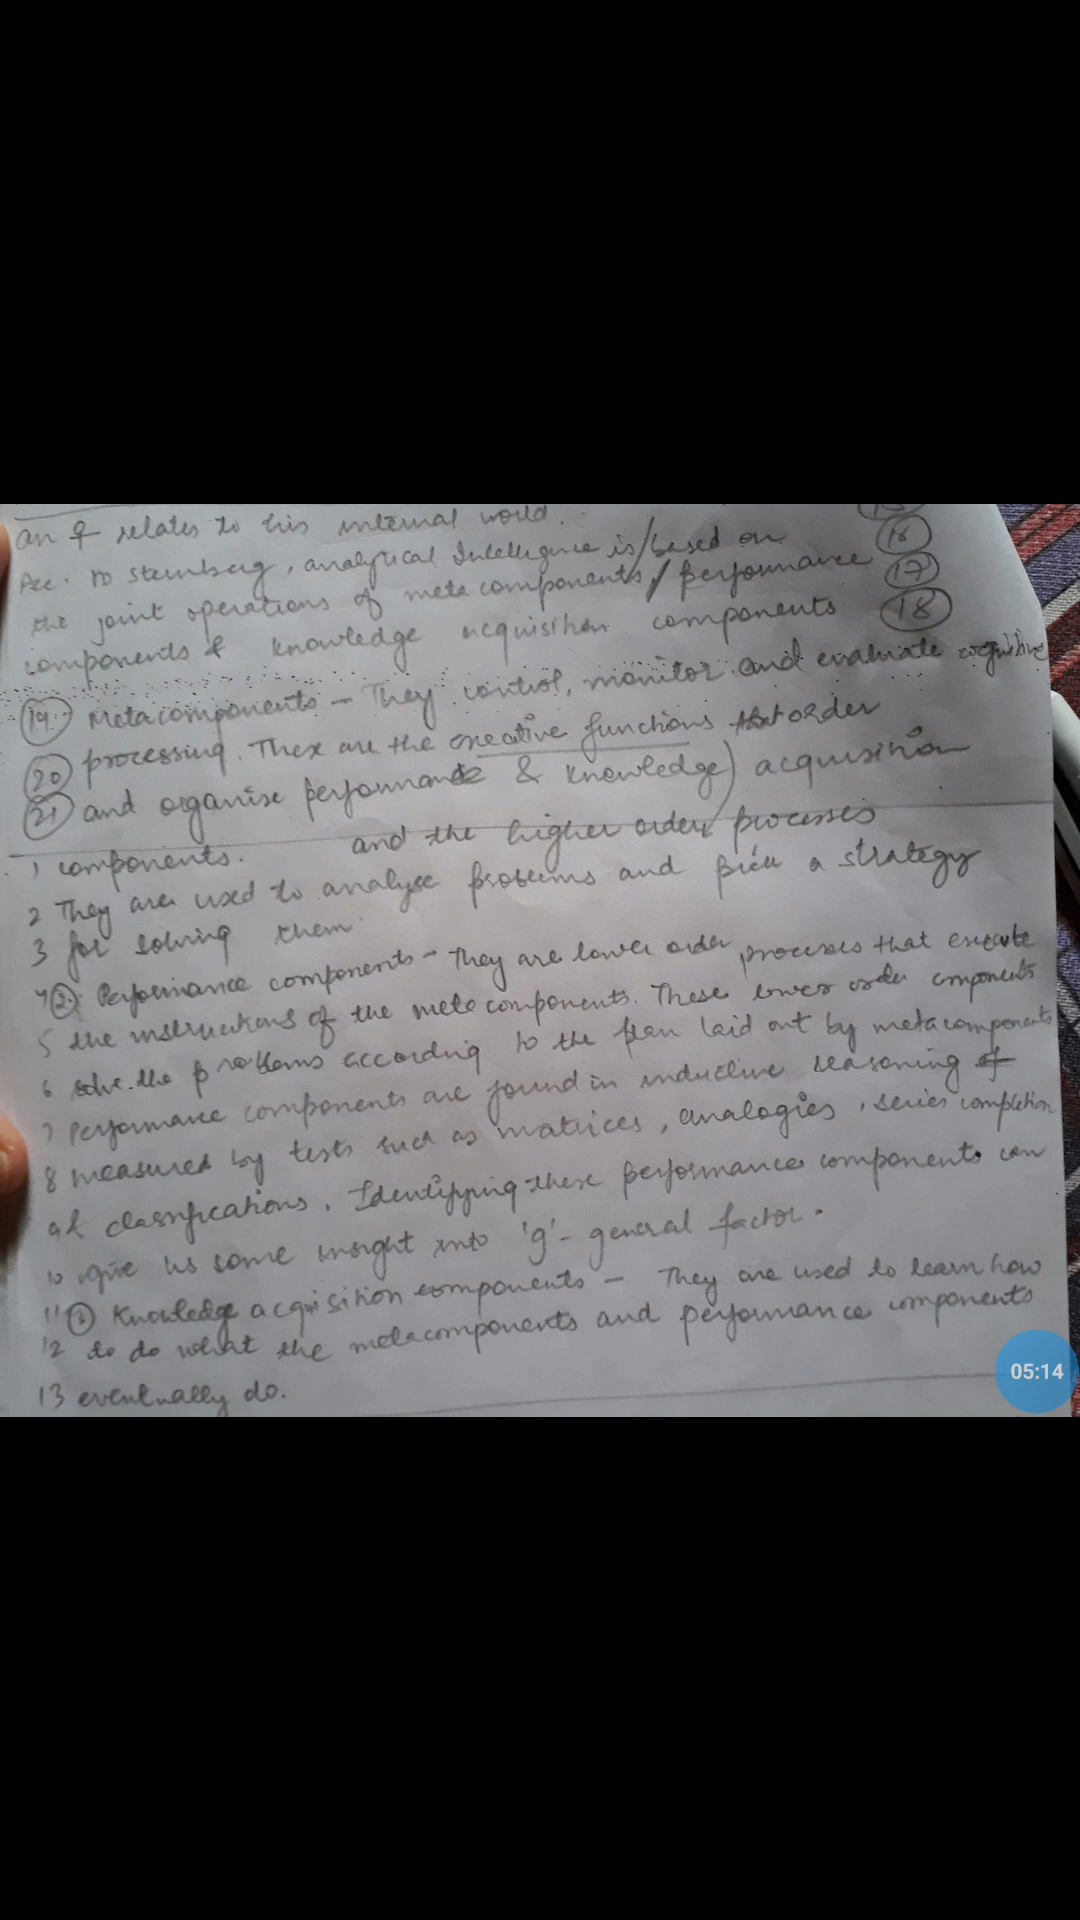 an & relates to his internal world.
Acc. to Sternberg, analytical Intelligence is/based on
the joint operations of meta components, performance
components & knowledge acquisition components
16
17
18
19. Metacomponents - They control, monitor and evaluate cognitive
20 processing. They are the executive functions that order
21 and organise performance & knowledge) acquisition
1 components. and the higher order processes
2 They are used to analyse problems and pick a strategy
3 for solving them
4 2. Performance components - They are lower order processes that execute
5 the instructions of the metacomponents. These lower order components
6 solve the problems according to the plan laid out by metacomponents
7 Performance components are found in inductive reasoning of
8 measured by tests such as matrices, analogies, series completion
9 & classifications. Identifying these performance components can
10 give us some insight into 'g' - general factor.
11 3 Knowledge acquisition components - They are used to learn how
12 to do what the metacomponents and performance components
13 eventually do.
05:14